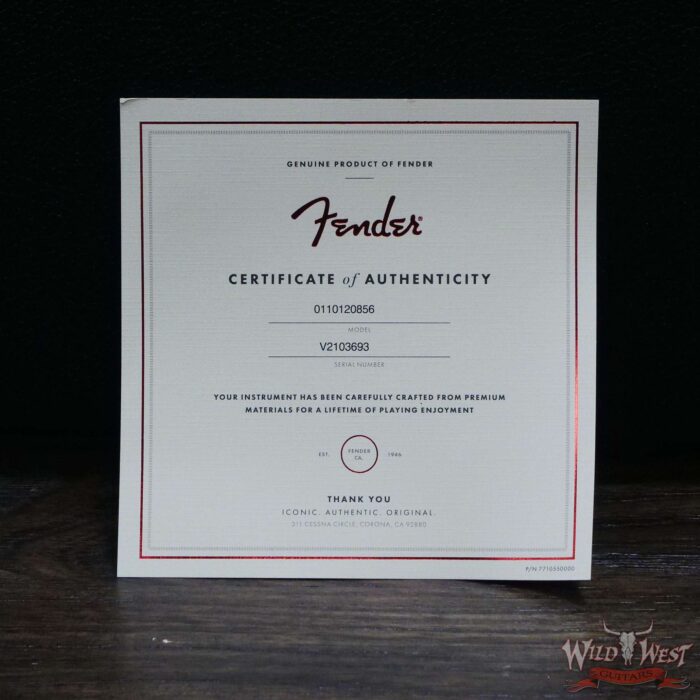 GENUINE PRODUCT OF FENDER
Fender®
CERTIFICATE of AUTHENTICITY
0110120856
MODEL
V2103693
SERIAL NUMBER
YOUR INSTRUMENT HAS BEEN CAREFULLY CRAFTED FROM PREMIUM
MATERIALS FOR A LIFETIME OF PLAYING ENJOYMENT
EST. FENDER CA. 1946
THANK YOU
ICONIC. AUTHENTIC. ORIGINAL.
311 CESSNA CIRCLE, CORONA, CA 92880
P/N 7710550000
WILD WEST
GUITARS